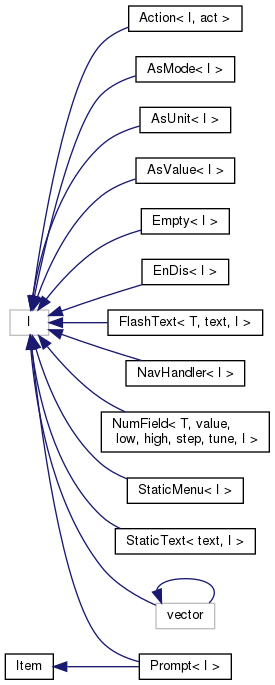 Action< I, act >
AsMode< I >
AsUnit< I >
AsValue< I >
Empty< I >
EnDis< I >
I
FlashText< T, text, I >
NavHandler< I >
NumField< T, value,
low, high, step, tune, I >
StaticMenu< I >
StaticText< text, I >
vector
Item
Prompt< I >